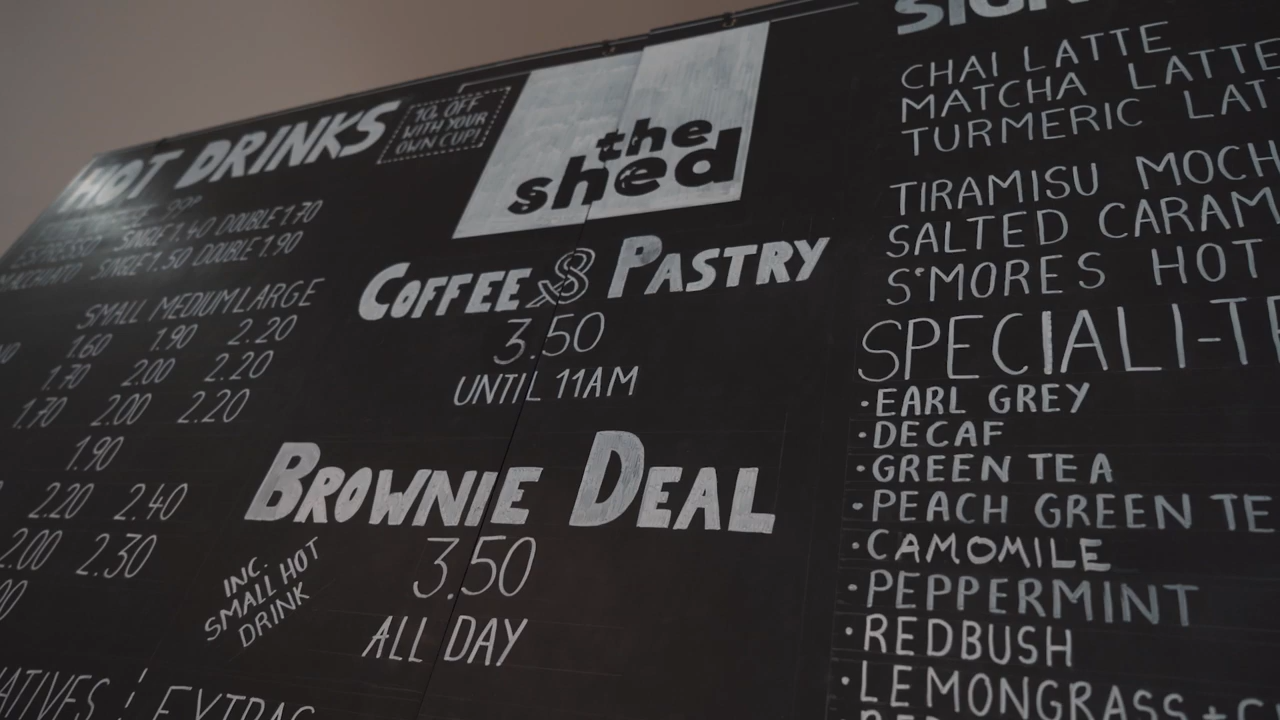 HOT DRINKS
10% OFF
WITH YOUR
OWN CUP!
99P
ESPRESSO SINGLE 1.40 DOUBLE 1.70
MACCHIATO SINGLE 1.50 DOUBLE 1.90
SMALL MEDIUM LARGE
1.60 1.90 2.20
1.70 2.00 2.20
1.70 2.00 2.20
1.90
2.20 2.40
2.00 2.30
the
shed
COFFEE & PASTRY
3.50
UNTIL 11AM
BROWNIE DEAL
INC.
SMALL HOT
DRINK
3.50
ALL DAY
CHAI LATTE
MATCHA LATTE
TURMERIC LAT
TIRAMISU MOCH
SALTED CARAM
S'MORES HOT
SPECIALI-TE
·EARL GREY
·DECAF
·GREEN TEA
·PEACH GREEN TE
·CAMOMILE
·PEPPERMINT
·REDBUSH
·LEMONGRASS +